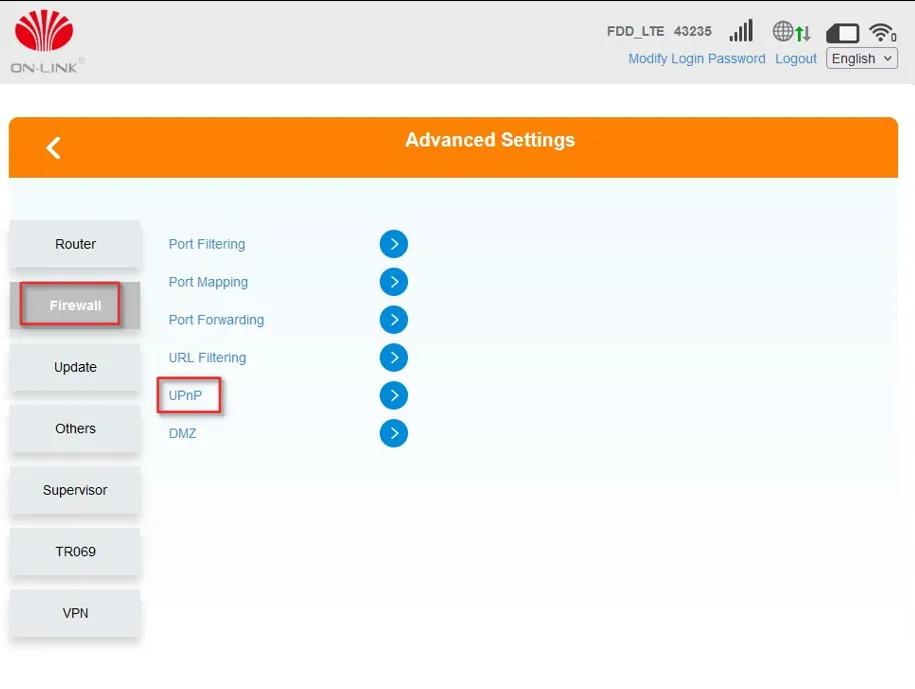 ON-LINK®
FDD_LTE 43235
0
Modify Login Password Logout English
Advanced Settings
Router
Firewall
Update
Others
Supervisor
TR069
VPN
Port Filtering
Port Mapping
Port Forwarding
URL Filtering
UPnP
DMZ